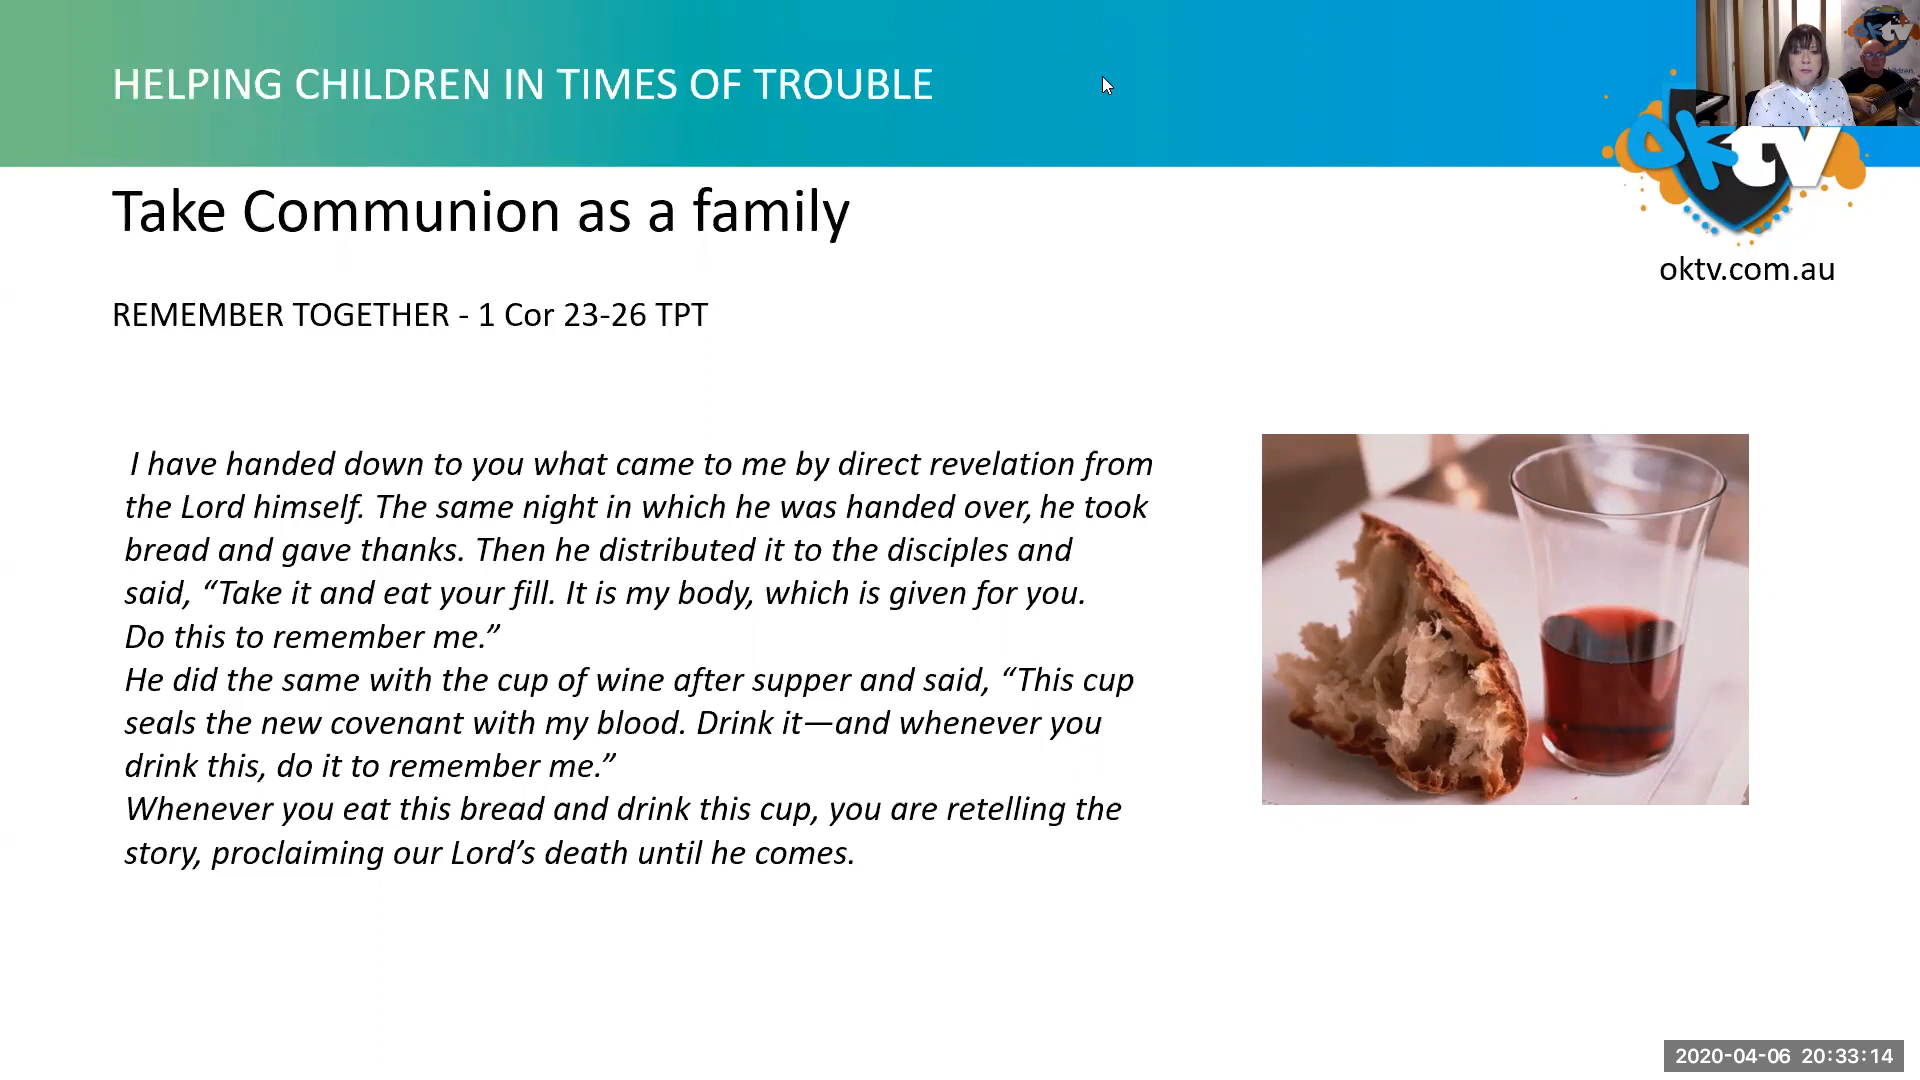 HELPING CHILDREN IN TIMES OF TROUBLE
oktv
oktv.com.au
Take Communion as a family
REMEMBER TOGETHER - 1 Cor 23-26 TPT
I have handed down to you what came to me by direct revelation from
the Lord himself. The same night in which he was handed over, he took
bread and gave thanks. Then he distributed it to the disciples and
said, “Take it and eat your fill. It is my body, which is given for you.
Do this to remember me.”
He did the same with the cup of wine after supper and said, “This cup
seals the new covenant with my blood. Drink it—and whenever you
drink this, do it to remember me.”
Whenever you eat this bread and drink this cup, you are retelling the
story, proclaiming our Lord’s death until he comes.
2020-04-06 20:33:14